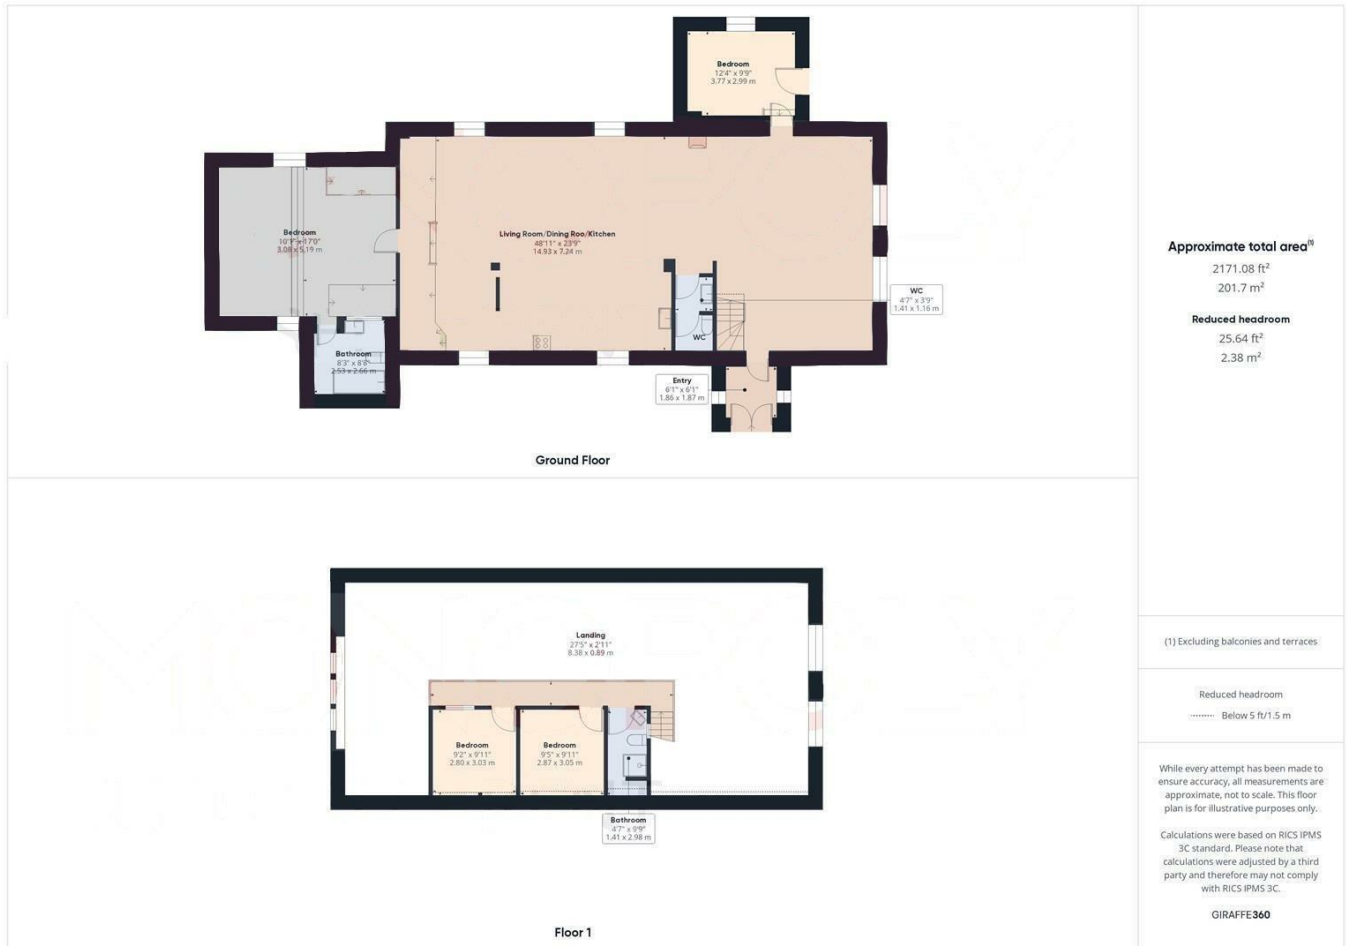 Bedroom
12'4" x 9'9"
3.77 x 2.99 m
Bedroom
3.08 x 5.19 m
Living Room/Dining Roo/Kitchen
48'11" x 23'9"
14.93 x 7.24 m
WC
4'7" x 3'9"
1.41 x 1.16 m
WC
Bathroom
8'3" x 8'8"
2.53 x 2.66 m
Entry
6'1" x 6'1"
1.86 x 1.87 m
Ground Floor
Landing
27'5" x 2'11"
8.38 x 0.89 m
Bedroom
9'2" x 9'11"
2.80 x 3.03 m
Bedroom
9'5" x 9'11"
2.87 x 3.05 m
Bathroom
4'7" x 9'9"
1.41 x 2.98 m
Floor 1
Approximate total area(1)
2171.08 ft²
201.7 m²
Reduced headroom
25.64 ft²
2.38 m²
(1) Excluding balconies and terraces
Reduced headroom
Below 5 ft/1.5 m
While every attempt has been made to
ensure accuracy, all measurements are
approximate, not to scale. This floor
plan is for illustrative purposes only.
Calculations were based on RICS IPMS
3C standard. Please note that
calculations were adjusted by a third
party and therefore may not comply
with RICS IPMS 3C.
GIRAFFE360